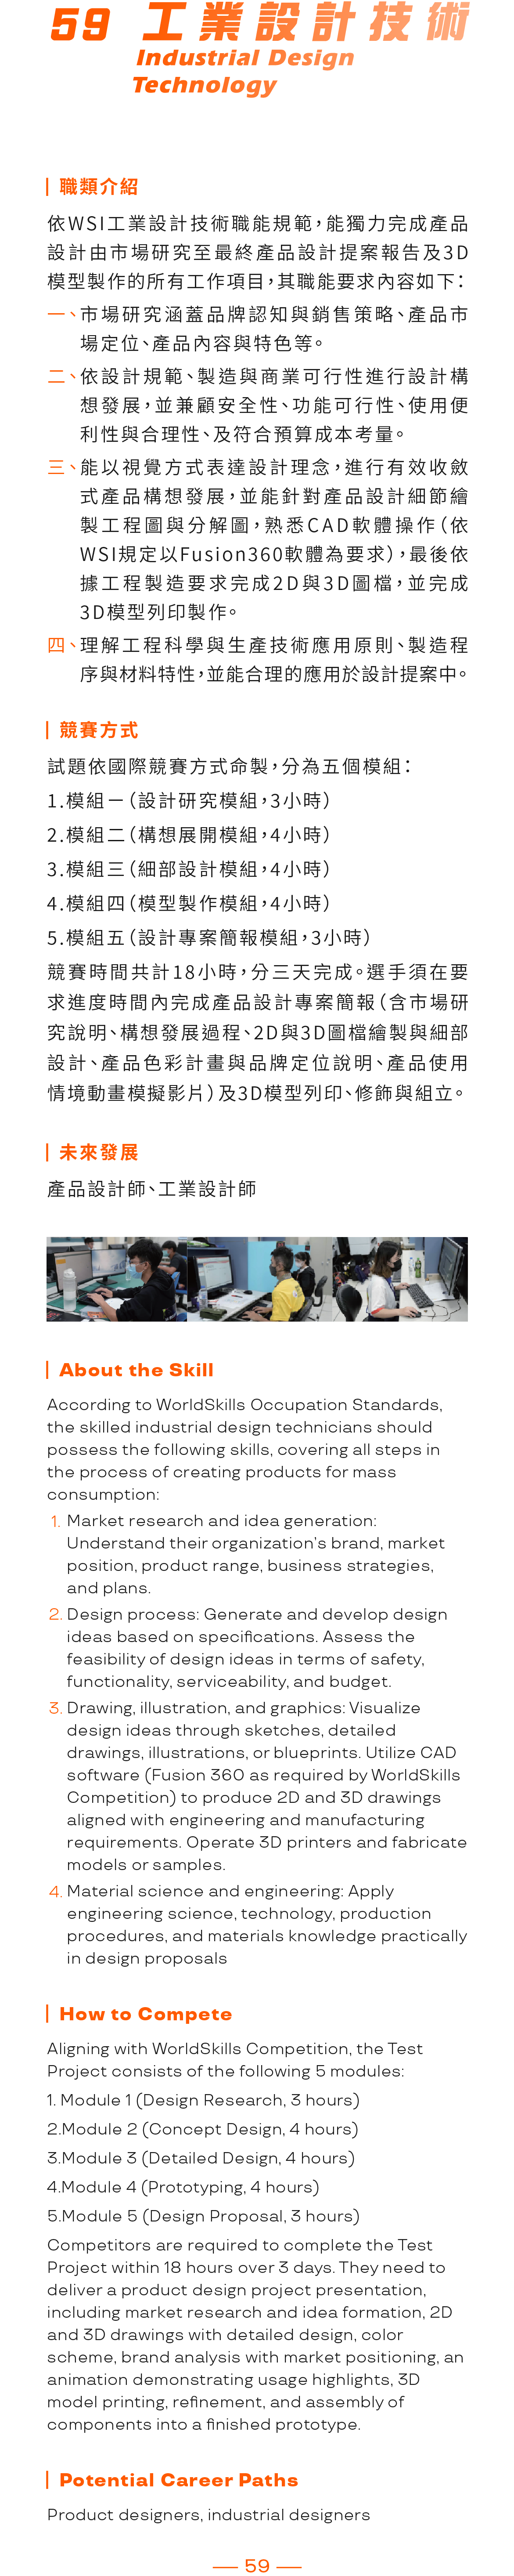 59 工業設計技術
Industrial Design
Technology
職類介紹
依WSI工業設計技術職能規範，能獨力完成產品
設計由市場研究至最終產品設計提案報告及3D
模型製作的所有工作項目，其職能要求內容如下：
一、市場研究涵蓋品牌認知與銷售策略、產品市
場定位、產品內容與特色等。
二、依設計規範、製造與商業可行性進行設計構
想發展，並兼顧安全性、功能可行性、使用便
利性與合理性、及符合預算成本考量。
三、能以視覺方式表達設計理念，進行有效收斂
式產品構想發展，並能針對產品設計細節繪
製工程圖與分解圖，熟悉CAD軟體操作（依
WSI規定以Fusion360軟體為要求），最後依
據工程製造要求完成2D與3D圖檔，並完成
3D模型列印製作。
四、理解工程科學與生產技術應用原則、製造程
序與材料特性，並能合理的應用於設計提案中。
競賽方式
試題依國際競賽方式命製，分為五個模組：
1.模組一（設計研究模組，3小時）
2.模組二（構想展開模組，4小時）
3.模組三（細部設計模組，4小時）
4.模組四（模型製作模組，4小時）
5.模組五（設計專案簡報模組，3小時）
競賽時間共計18小時，分三天完成。選手須在要
求進度時間內完成產品設計專案簡報（含市場研
究說明、構想發展過程、2D與3D圖檔繪製與細部
設計、產品色彩計畫與品牌定位說明、產品使用
情境動畫模擬影片）及3D模型列印、修飾與組立。
未來發展
產品設計師、工業設計師
About the Skill
According to WorldSkills Occupation Standards,
the skilled industrial design technicians should
possess the following skills, covering all steps in
the process of creating products for mass
consumption:
1. Market research and idea generation:
Understand their organization's brand, market
position, product range, business strategies,
and plans.
2. Design process: Generate and develop design
ideas based on specifications. Assess the
feasibility of design ideas in terms of safety,
functionality, serviceability, and budget.
3. Drawing, illustration, and graphics: Visualize
design ideas through sketches, detailed
drawings, illustrations, or blueprints. Utilize CAD
software (Fusion 360 as required by WorldSkills
Competition) to produce 2D and 3D drawings
aligned with engineering and manufacturing
requirements. Operate 3D printers and fabricate
models or samples.
4. Material science and engineering: Apply
engineering science, technology, production
procedures, and materials knowledge practically
in design proposals
How to Compete
Aligning with WorldSkills Competition, the Test
Project consists of the following 5 modules:
1. Module 1 (Design Research, 3 hours)
2.Module 2 (Concept Design, 4 hours)
3.Module 3 (Detailed Design, 4 hours)
4.Module 4 (Prototyping, 4 hours)
5.Module 5 (Design Proposal, 3 hours)
Competitors are required to complete the Test
Project within 18 hours over 3 days. They need to
deliver a product design project presentation,
including market research and idea formation, 2D
and 3D drawings with detailed design, color
scheme, brand analysis with market positioning, an
animation demonstrating usage highlights, 3D
model printing, refinement, and assembly of
components into a finished prototype.
Potential Career Paths
Product designers, industrial designers
— 59 —